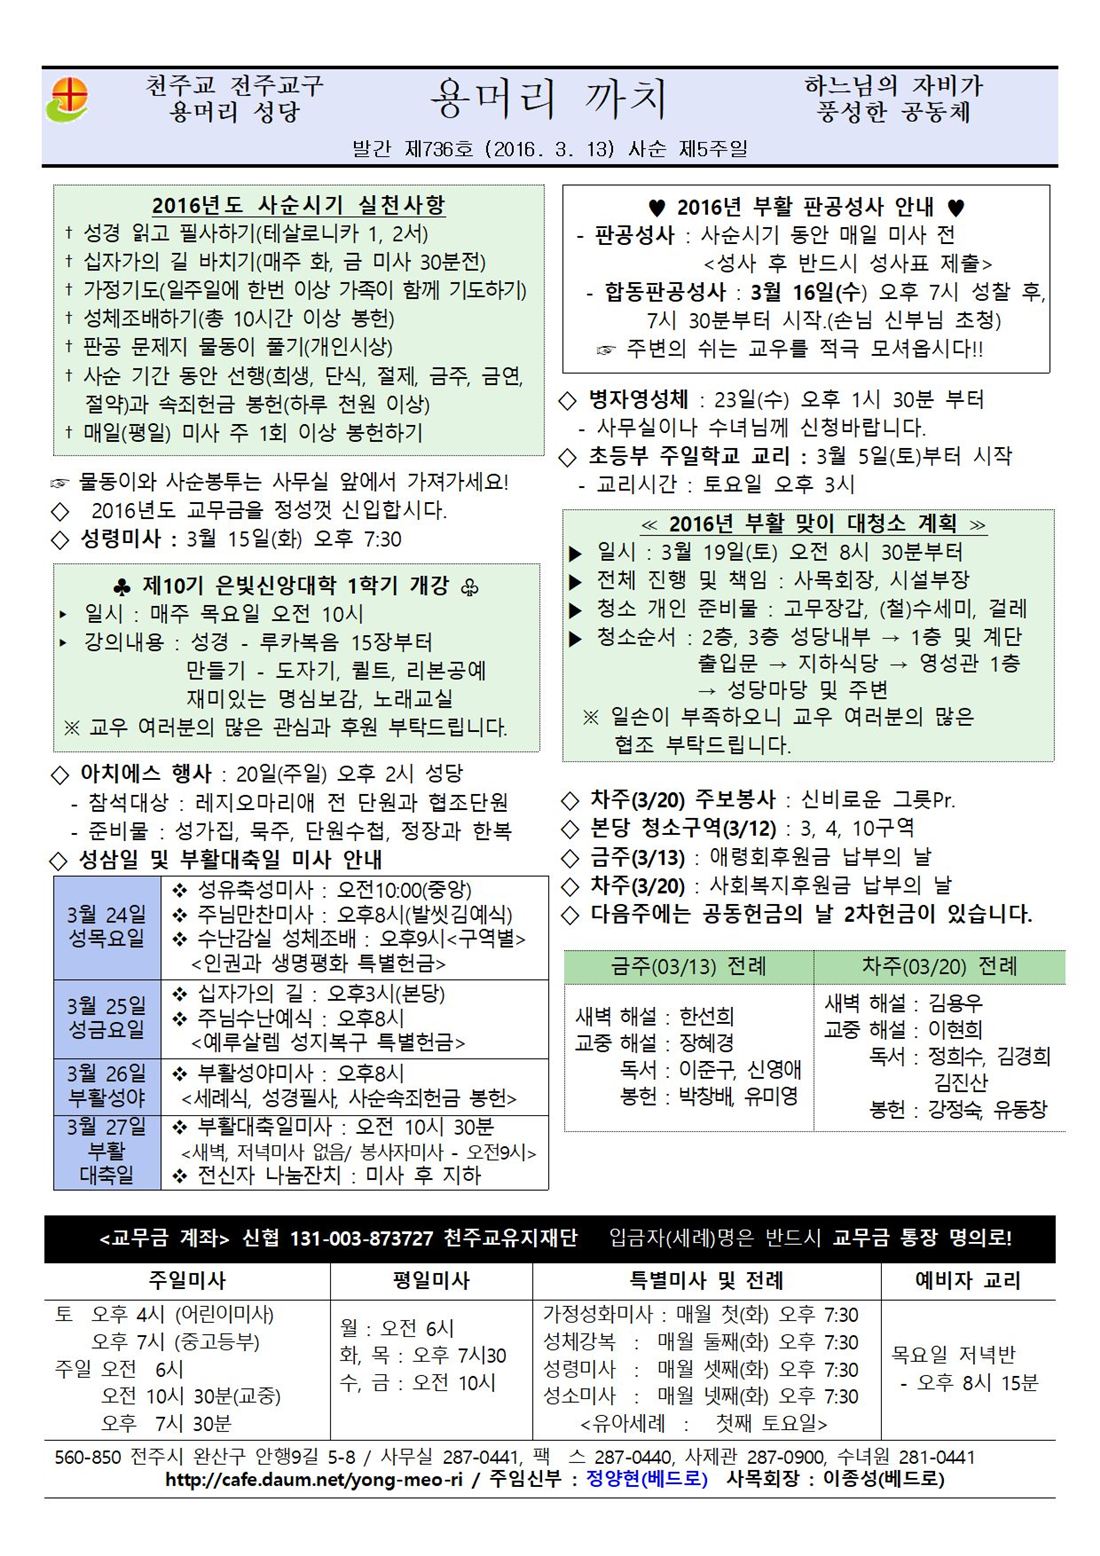 천주교 전주교구
용머리 성당
용머리 까치
하느님의 자비가
풍성한 공동체
발간 제736호 (2016. 3. 13) 사순 제5주일
2016년도 사순시기 실천사항
† 성경 읽고 필사하기(테살로니카 1, 2서)
† 십자가의 길 바치기(매주 화, 금 미사 30분전)
† 가정기도(일주일에 한번 이상 가족이 함께 기도하기)
† 성체조배하기(총 10시간 이상 봉헌)
† 판공 문제지 물동이 풀기(개인시상)
† 사순 기간 동안 선행(희생, 단식, 절제, 금주, 금연,
절약)과 속죄헌금 봉헌(하루 천원 이상)
† 매일(평일) 미사 주 1회 이상 봉헌하기
☞ 물동이와 사순봉투는 사무실 앞에서 가져가세요!
◇ 2016년도 교무금을 정성껏 신입합시다.
◇ 성령미사 : 3월 15일(화) 오후 7:30
♣ 제10기 은빛신앙대학 1학기 개강 ♧
▸ 일시 : 매주 목요일 오전 10시
▸ 강의내용 : 성경 - 루카복음 15장부터
만들기 - 도자기, 퀼트, 리본공예
재미있는 명심보감, 노래교실
※ 교우 여러분의 많은 관심과 후원 부탁드립니다.
◇ 아치에스 행사 : 20일(주일) 오후 2시 성당
- 참석대상 : 레지오마리애 전 단원과 협조단원
- 준비물 : 성가집, 묵주, 단원수첩, 정장과 한복
◇ 성삼일 및 부활대축일 미사 안내
3월 24일
성목요일
❖ 성유축성미사 : 오전10:00(중앙)
❖ 주님만찬미사 : 오후8시(발씻김예식)
❖ 수난감실 성체조배 : 오후9시<구역별>
<인권과 생명평화 특별헌금>
3월 25일
성금요일
❖ 십자가의 길 : 오후3시(본당)
❖ 주님수난예식 : 오후8시
<예루살렘 성지복구 특별헌금>
3월 26일
부활성야
❖ 부활성야미사 : 오후8시
<세례식, 성경필사, 사순속죄헌금 봉헌>
3월 27일
부활
대축일
❖ 부활대축일미사 : 오전 10시 30분
<새벽, 저녁미사 없음/ 봉사자미사 - 오전9시>
❖ 전신자 나눔잔치 : 미사 후 지하
♥ 2016년 부활 판공성사 안내 ♥
- 판공성사 : 사순시기 동안 매일 미사 전
<성사 후 반드시 성사표 제출>
- 합동판공성사 : 3월 16일(수) 오후 7시 성찰 후,
7시 30분부터 시작.(손님 신부님 초청)
☞ 주변의 쉬는 교우를 적극 모셔옵시다!!
◇ 병자영성체 : 23일(수) 오후 1시 30분 부터
- 사무실이나 수녀님께 신청바랍니다.
◇ 초등부 주일학교 교리 : 3월 5일(토)부터 시작
- 교리시간 : 토요일 오후 3시
≪ 2016년 부활 맞이 대청소 계획 ≫
▶ 일시 : 3월 19일(토) 오전 8시 30분부터
▶ 전체 진행 및 책임 : 사목회장, 시설부장
▶ 청소 개인 준비물 : 고무장갑, (철)수세미, 걸레
▶ 청소순서 : 2층, 3층 성당내부 → 1층 및 계단
출입문 → 지하식당 → 영성관 1층
→ 성당마당 및 주변
※ 일손이 부족하오니 교우 여러분의 많은
협조 부탁드립니다.
◇ 차주(3/20) 주보봉사 : 신비로운 그릇Pr.
◇ 본당 청소구역(3/12) : 3, 4, 10구역
◇ 금주(3/13) : 애령회후원금 납부의 날
◇ 차주(3/20) : 사회복지후원금 납부의 날
◇ 다음주에는 공동헌금의 날 2차헌금이 있습니다.
금주(03/13) 전례
새벽 해설 : 한선희
교중 해설 : 장혜경
독서 : 이준구, 신영애
봉헌 : 박창배, 유미영
차주(03/20) 전례
새벽 해설 : 김용우
교중 해설 : 이현희
독서 : 정희수, 김경희
김진산
봉헌 : 강정숙, 유동창
<교무금 계좌> 신협 131-003-873727 천주교유지재단 입금자(세례)명은 반드시 교무금 통장 명의로!
주일미사
평일미사
특별미사 및 전례
예비자 교리
토 오후 4시 (어린이미사)
오후 7시 (중고등부)
주일 오전 6시
오전 10시 30분(교중)
오후 7시 30분
월 : 오전 6시
화, 목 : 오후 7시30
수, 금 : 오전 10시
가정성화미사 : 매월 첫(화) 오후 7:30
성체강복 : 매월 둘째(화) 오후 7:30
성령미사 : 매월 셋째(화) 오후 7:30
성소미사 : 매월 넷째(화) 오후 7:30
<유아세례 : 첫째 토요일>
목요일 저녁반
- 오후 8시 15분
560-850 전주시 완산구 안행9길 5-8 / 사무실 287-0441, 팩 스 287-0440, 사제관 287-0900, 수녀원 281-0441
http://cafe.daum.net/yong-meo-ri / 주임신부 : 정양현(베드로) 사목회장 : 이종성(베드로)